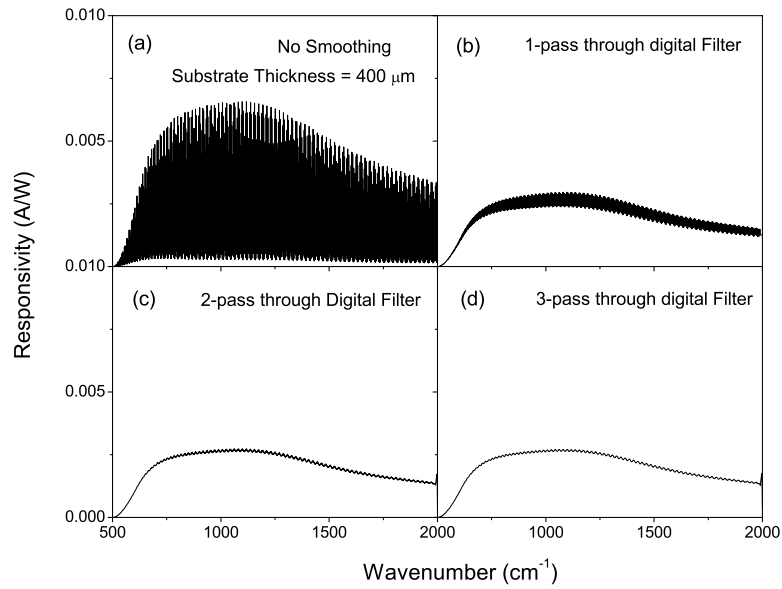 0.010
(a)
No Smoothing
Substrate Thickness = 400 μm
(b)
1-pass through digital Filter
0.005
0.010
(c)
2-pass through Digital Filter
(d)
3-pass through digital Filter
0.005
0.000
500
1000
1500
2000
1000
1500
2000
Responsivity (A/W)
Wavenumber (cm⁻¹)